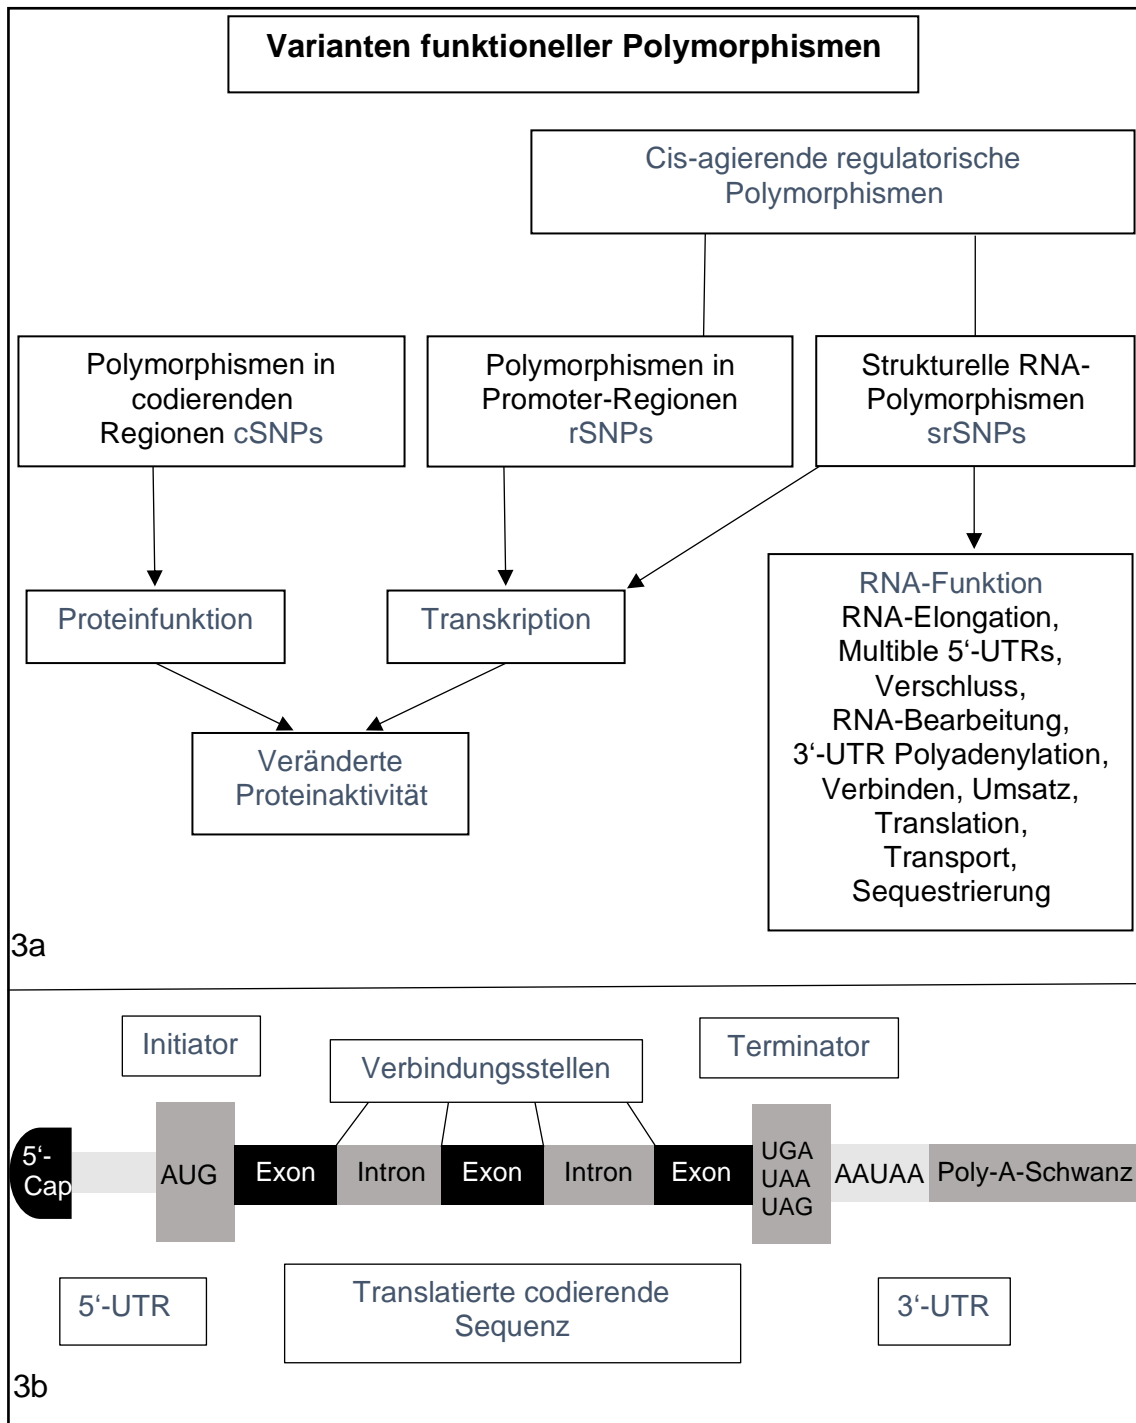 Varianten funktioneller Polymorphismen
Cis-agierende regulatorische
Polymorphismen
Polymorphismen in
codierenden
Regionen cSNPs
Polymorphismen in
Promoter-Regionen
rSNPs
Strukturelle RNA-
Polymorphismen
srSNPs
Proteinfunktion
Transkription
RNA-Funktion
RNA-Elongation,
Multible 5‘-UTRs,
Verschluss,
RNA-Bearbeitung,
3‘-UTR Polyadenylation,
Verbinden, Umsatz,
Translation,
Transport,
Sequestrierung
Veränderte
Proteinaktivität
3a
Initiator
Verbindungsstellen
Terminator
5‘-
Cap
AUG
Exon
Intron
Exon
Intron
Exon
UGA
UAA
UAG
AAUAA
Poly-A-Schwanz
5‘-UTR
Translatierte codierende
Sequenz
3‘-UTR
3b